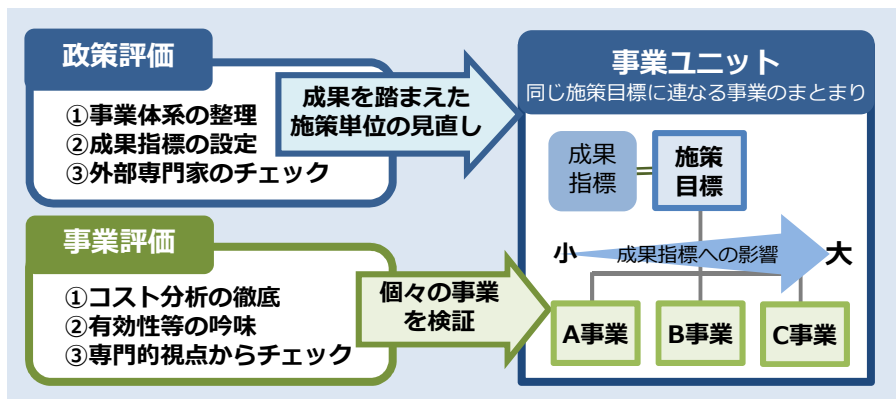 政策評価
①事業体系の整理
②成果指標の設定
③外部専門家のチェック
成果を踏まえた
施策単位の見直し
事業評価
①コスト分析の徹底
②有効性等の吟味
③専門的視点からチェック
個々の事業
を検証
事業ユニット
同じ施策目標に連なる事業のまとまり
成果
指標
施策
目標
小
成果指標への影響
大
A事業
B事業
C事業